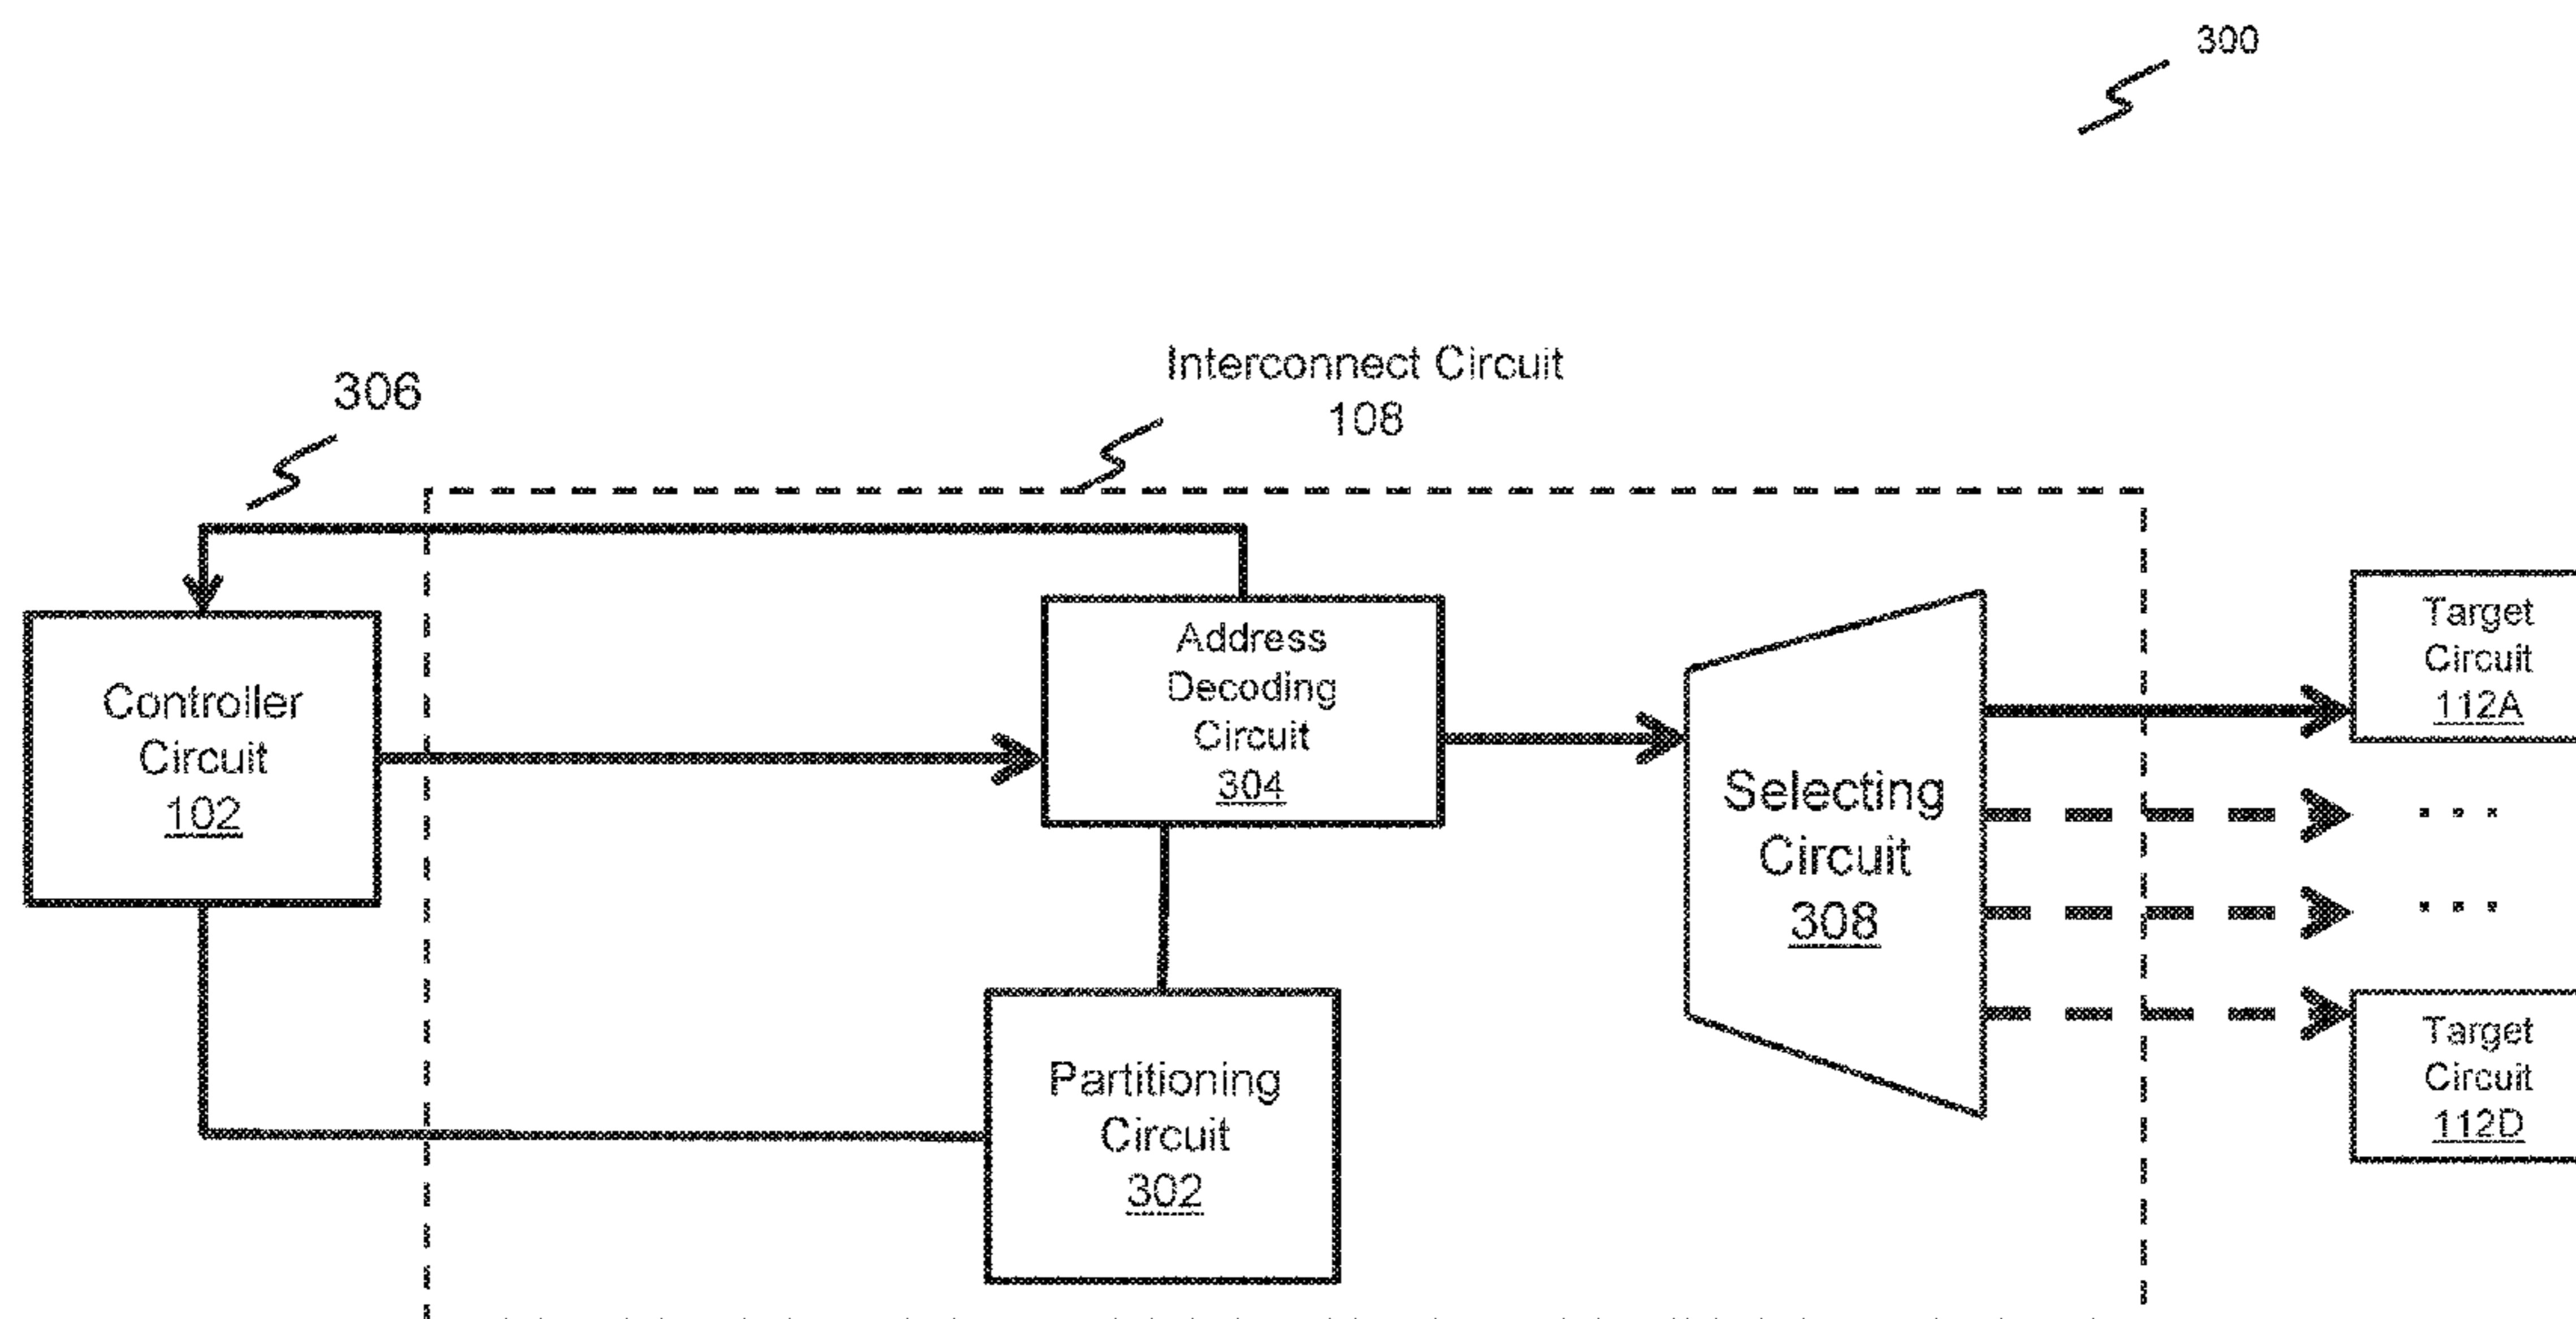 300
306
Interconnect Circuit
108
Controller
Circuit
102
Address
Decoding
Circuit
304
Selecting
Circuit
308
Partitioning
Circuit
302
Target
Circuit
112A
. . .
. . .
Target
Circuit
112D